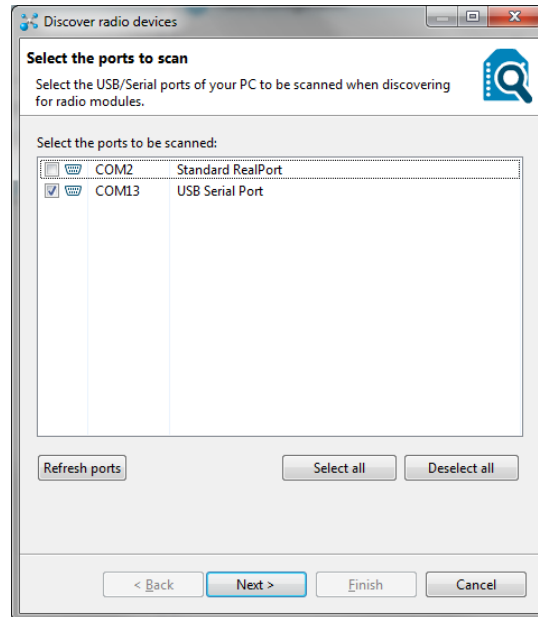 Discover radio devices
Select the ports to scan
Select the USB/Serial ports of your PC to be scanned when discovering
for radio modules.
Select the ports to be scanned:
COM2 Standard RealPort
COM13 USB Serial Port
Refresh ports Select all Deselect all
< Back Next > Finish Cancel